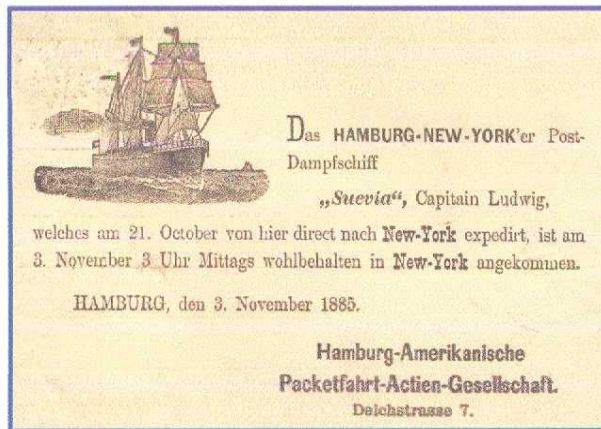 Das HAMBURG-NEW-YORK'er Post-
Dampfschiff
„Suevia“, Capitain Ludwig,
welches am 21. October von hier direct nach New-York expedirt, ist am
3. November 3 Uhr Mittags wohlbehalten in New-York angekommen.
HAMBURG, den 3. November 1885.
Hamburg-Amerikanische
Packetfahrt-Actien-Gesellschaft.
Deichstrasse 7.